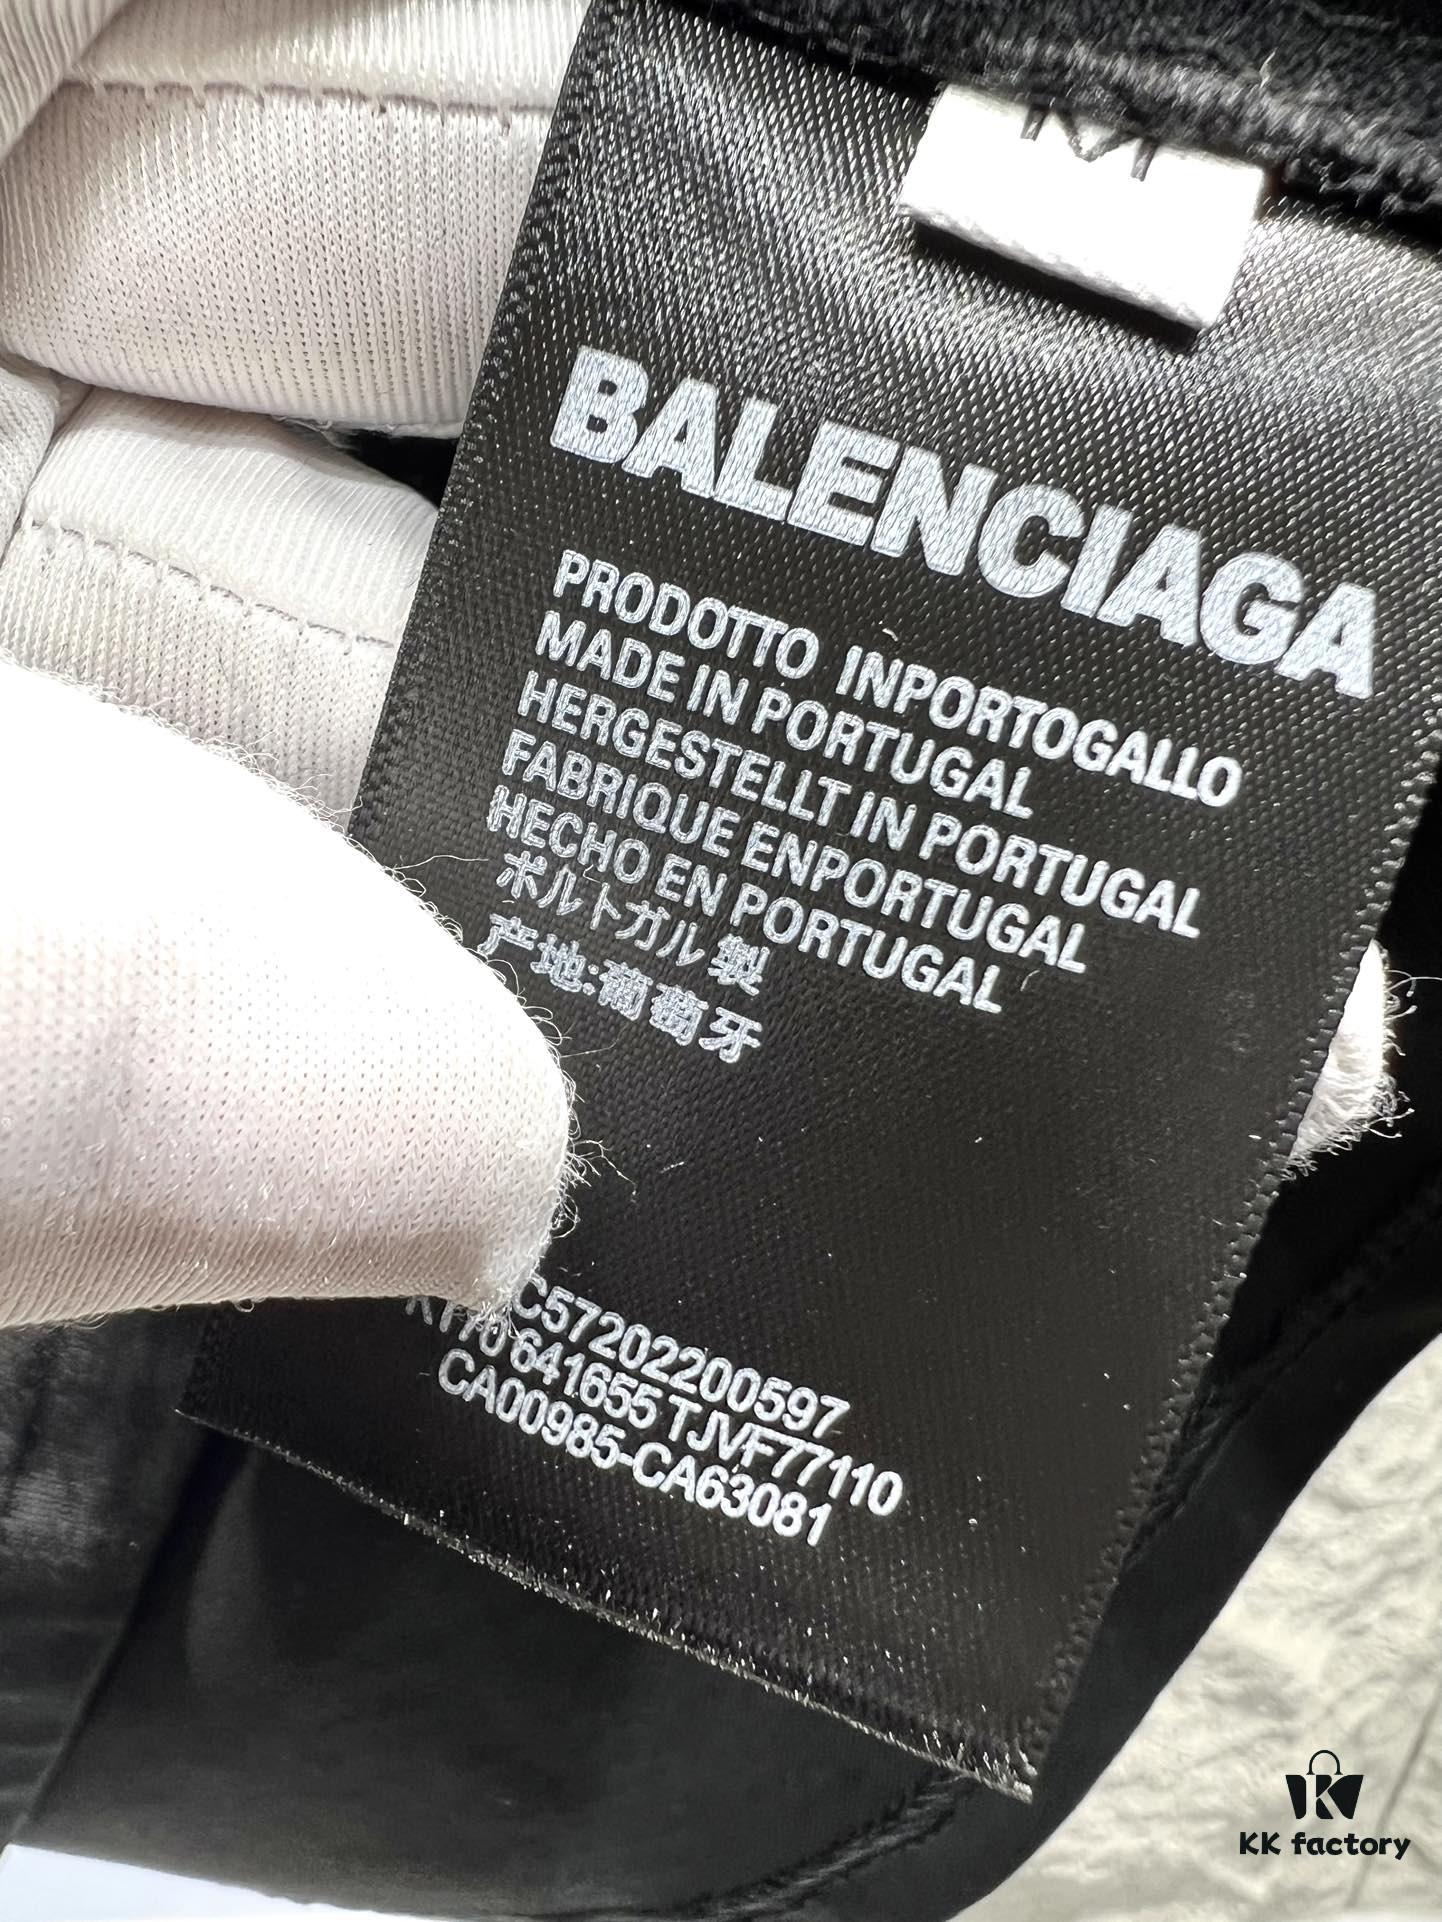 M
BALENCIAGA
PRODOTTO INPORTOGALLO
MADE IN PORTUGAL
HERGESTELLT IN PORTUGAL
FABRIQUE ENPORTUGAL
HECHO EN PORTUGAL
ポルトガル製
产地:葡萄牙
C57202200597
641655 TJVF77110
CA00985-CA63081
KK factory